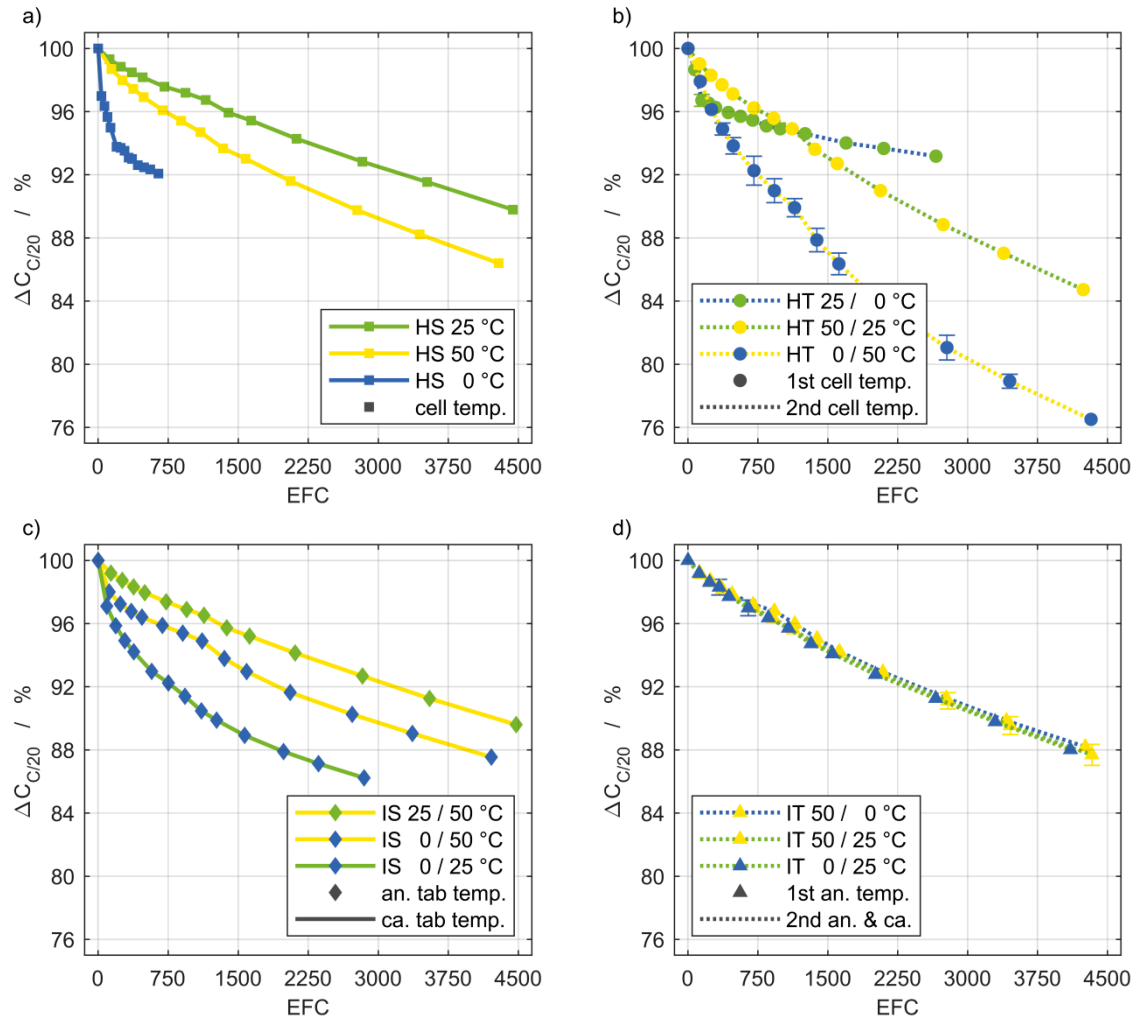 a)
100
96
92
88
84
80
76
ΔC_C/20 / %
HS 25 °C
HS 50 °C
HS 0 °C
cell temp.
0 750 1500 2250 3000 3750 4500
EFC
b)
100
96
92
88
84
80
76
ΔC_C/20 / %
HT 25 / 0 °C
HT 50 / 25 °C
HT 0 / 50 °C
1st cell temp.
2nd cell temp.
0 750 1500 2250 3000 3750 4500
EFC
c)
100
96
92
88
84
80
76
ΔC_C/20 / %
IS 25 / 50 °C
IS 0 / 50 °C
IS 0 / 25 °C
an. tab temp.
ca. tab temp.
0 750 1500 2250 3000 3750 4500
EFC
d)
100
96
92
88
84
80
76
ΔC_C/20 / %
IT 50 / 0 °C
IT 50 / 25 °C
IT 0 / 25 °C
1st an. temp.
2nd an. & ca.
0 750 1500 2250 3000 3750 4500
EFC